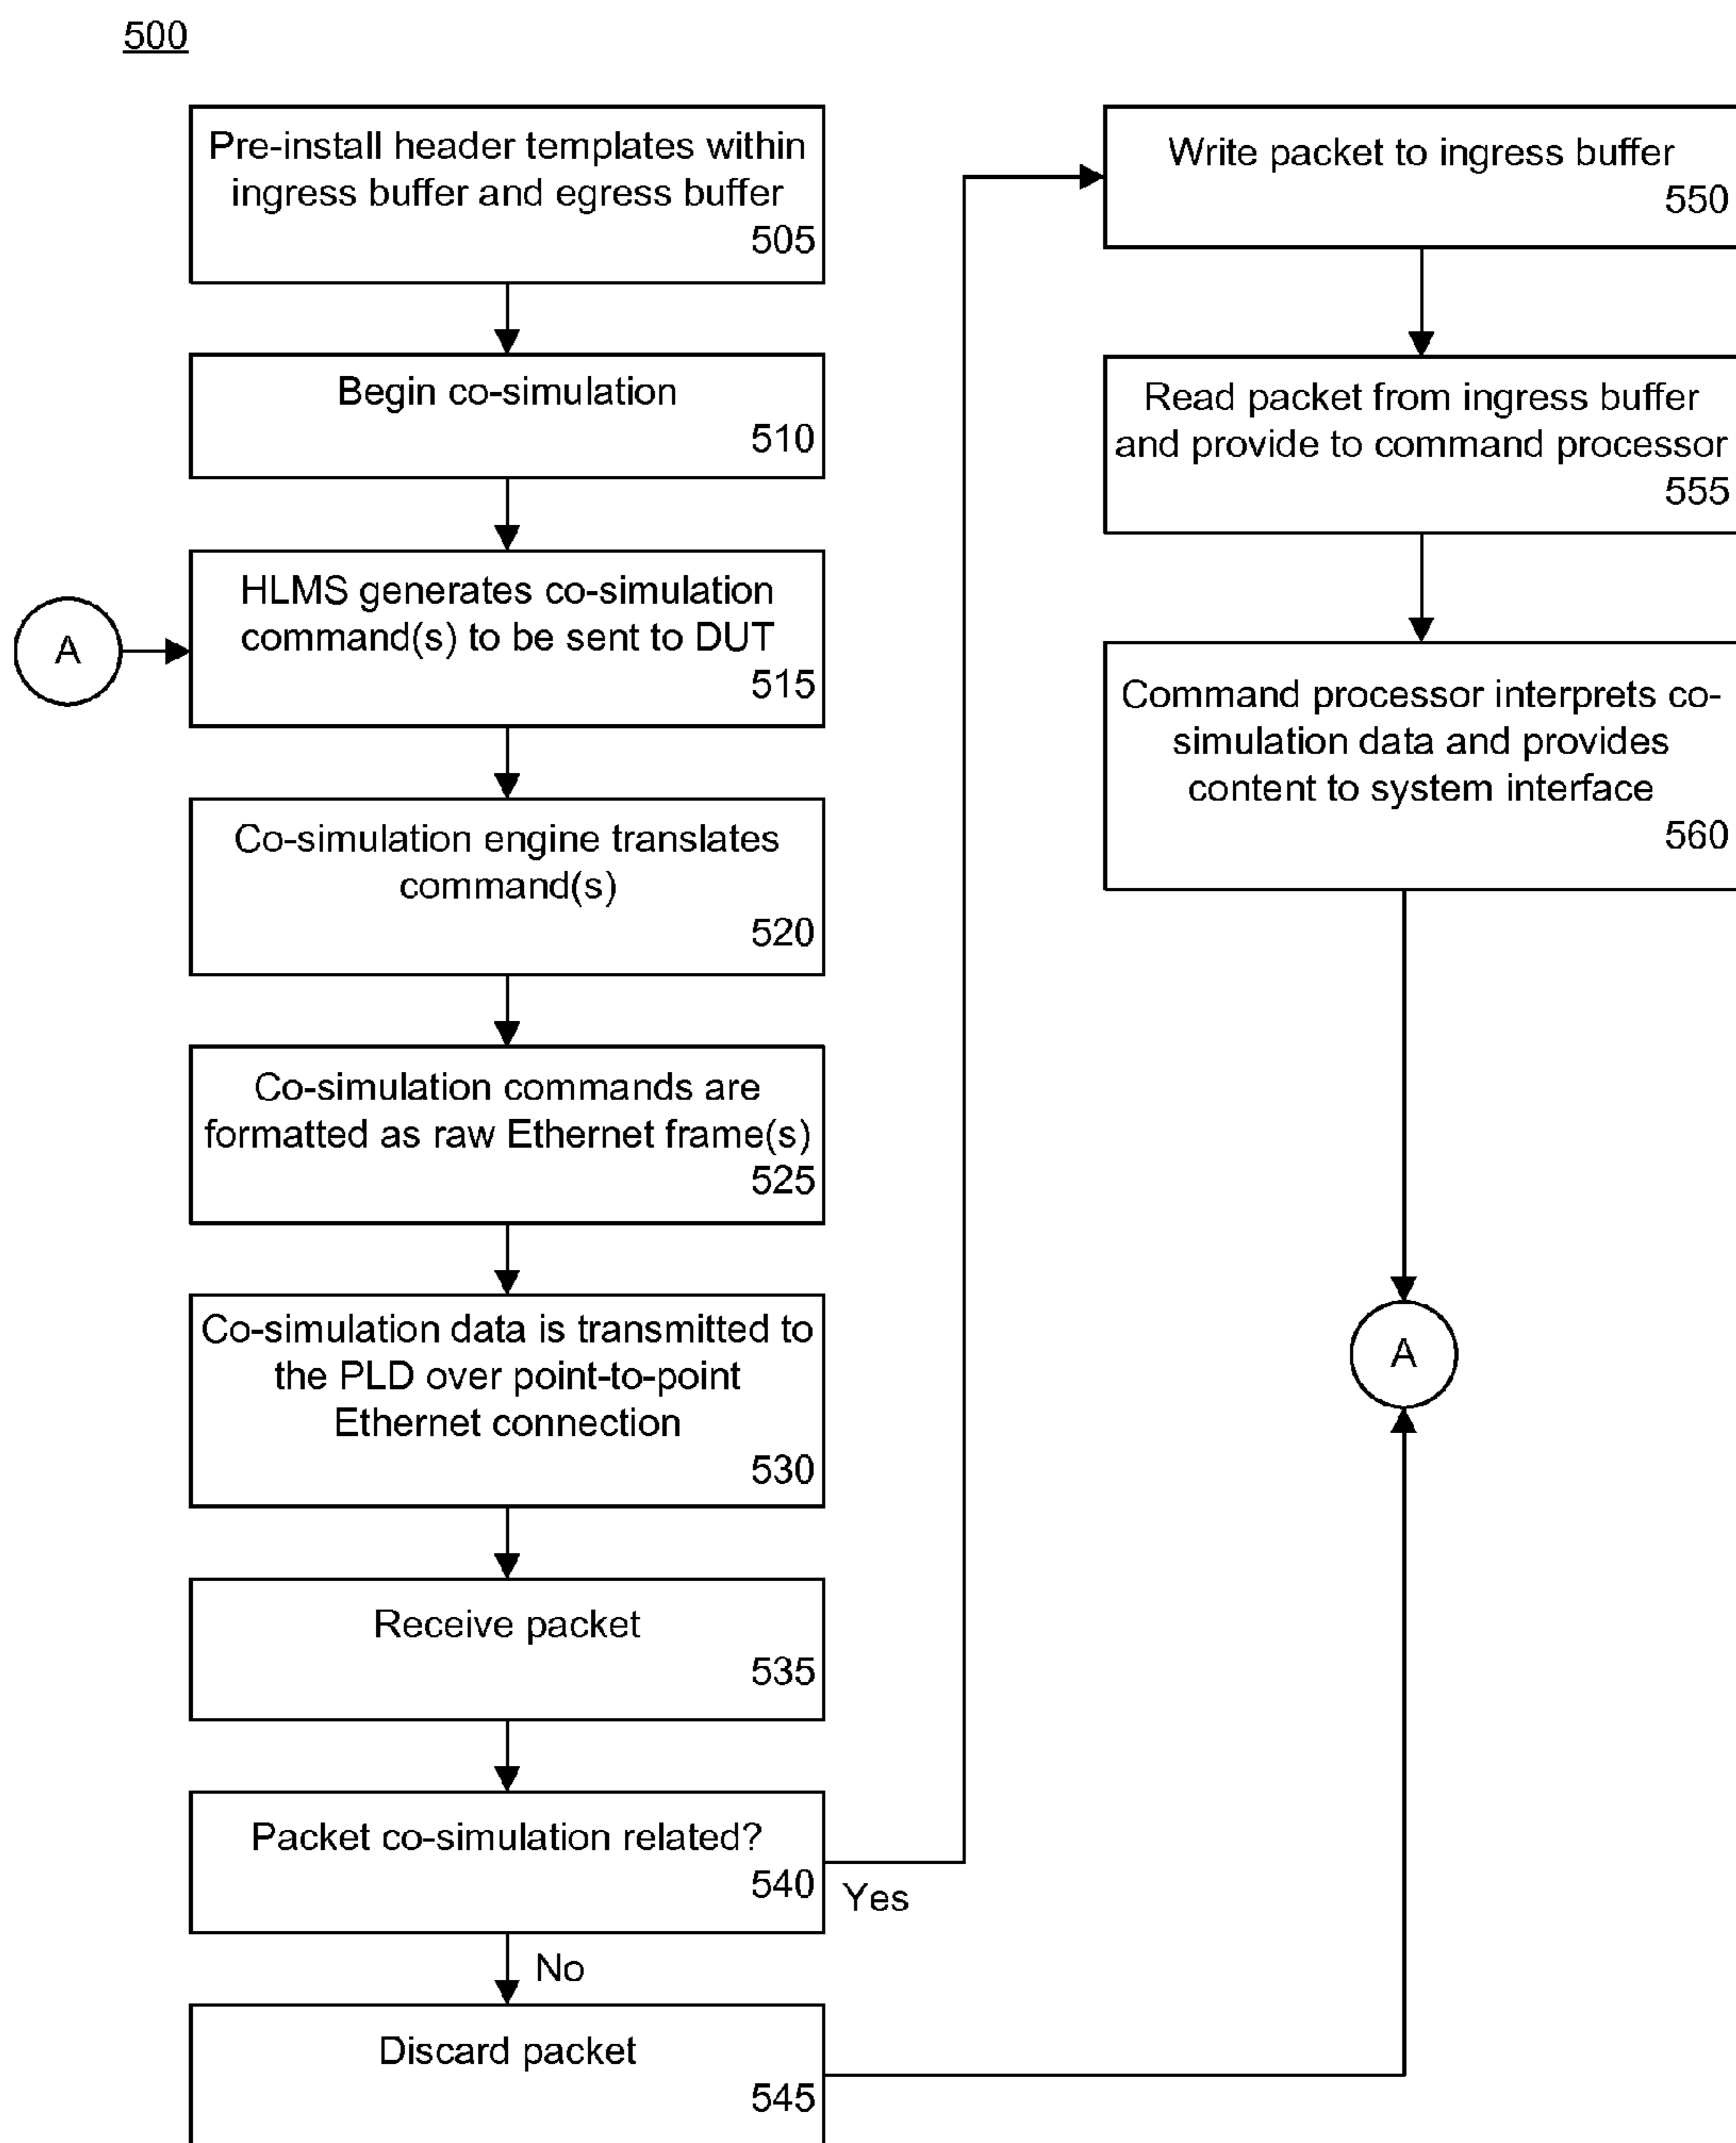 500
Pre-install header templates within
ingress buffer and egress buffer
505
Begin co-simulation
510
A
HLMS generates co-simulation
command(s) to be sent to DUT
515
Co-simulation engine translates
command(s)
520
Co-simulation commands are
formatted as raw Ethernet frame(s)
525
Co-simulation data is transmitted to
the PLD over point-to-point
Ethernet connection
530
Receive packet
535
Packet co-simulation related?
540
Yes
No
Discard packet
545
Write packet to ingress buffer
550
Read packet from ingress buffer
and provide to command processor
555
Command processor interprets co-
simulation data and provides
content to system interface
560
A